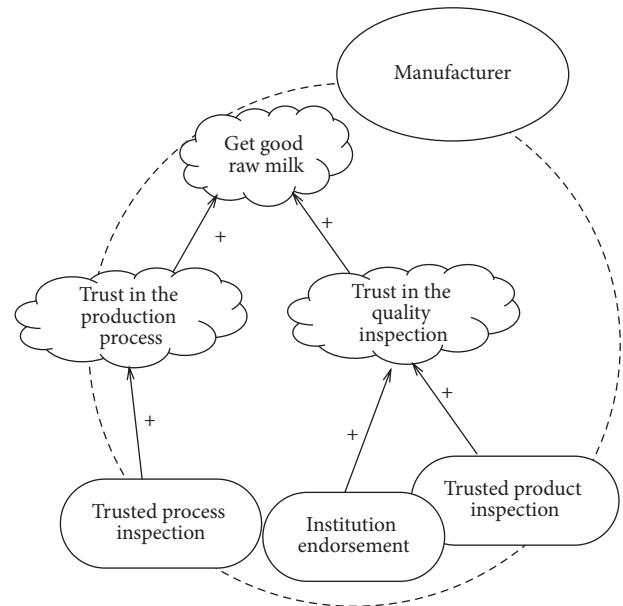 Manufacturer
Get good
raw milk
+
+
Trust in the
production
process
Trust in the
quality
inspection
+
+
+
Trusted process
inspection
Institution
endorsement
Trusted product
inspection